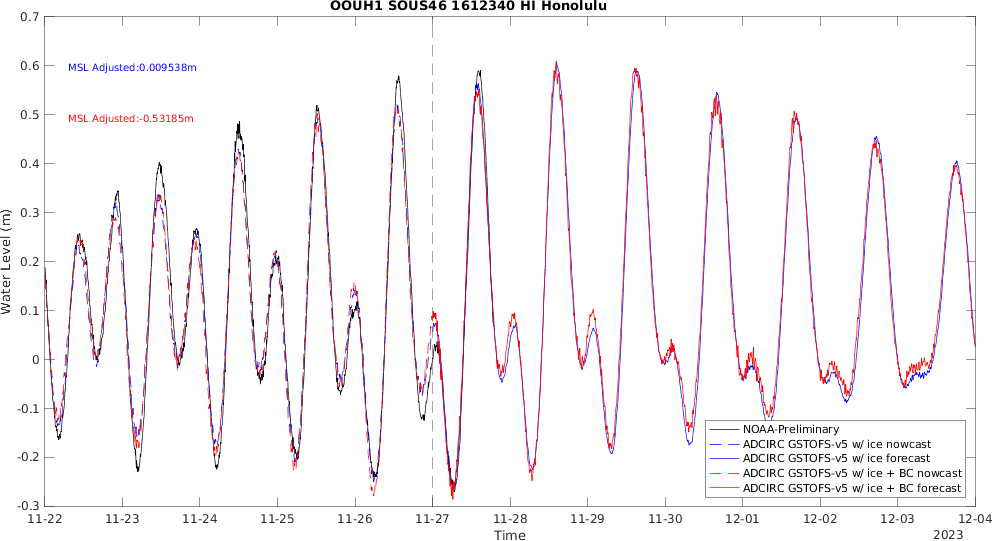 OOUH1 SOUS46 1612340 HI Honolulu
0.7
0.6
0.5
0.4
0.3
0.2
0.1
0
-0.1
-0.2
-0.3
Water Level (m)
MSL Adjusted:0.009538m
MSL Adjusted:-0.53185m
NOAA-Preliminary
ADCIRC GSTOFS-v5 w/ ice nowcast
ADCIRC GSTOFS-v5 w/ ice forecast
ADCIRC GSTOFS-v5 w/ ice + BC nowcast
ADCIRC GSTOFS-v5 w/ ice + BC forecast
11-22 11-23 11-24 11-25 11-26 11-27 11-28 11-29 11-30 12-01 12-02 12-03 12-04
Time
2023